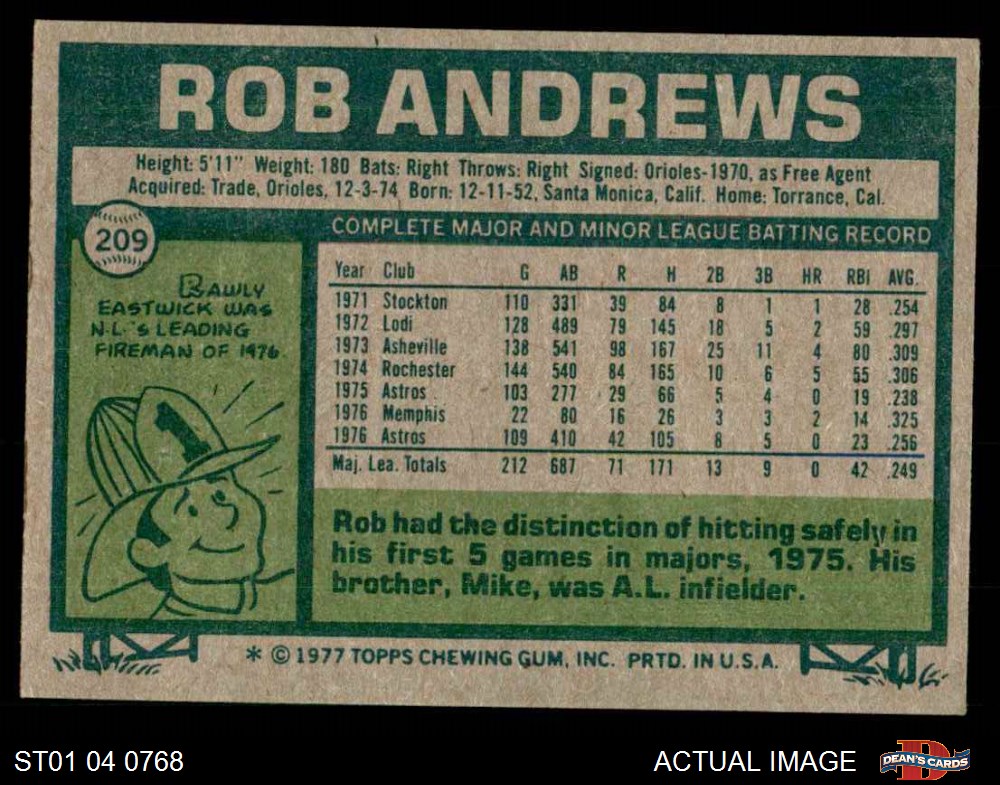 ROB ANDREWS
Height: 5'11" Weight: 180 Bats: Right Throws: Right Signed: Orioles-1970, as Free Agent
Acquired: Trade, Orioles, 12-3-74 Born: 12-11-52, Santa Monica, Calif. Home: Torrance, Cal.
209
RAWLY
EASTWICK WAS
N.L.'S LEADING
FIREMAN OF 1976
1
COMPLETE MAJOR AND MINOR LEAGUE BATTING RECORD
Year Club G AB R H 2B 3B HR RBI AVG.
1971 Stockton 110 331 39 84 8 1 1 28 .254
1972 Lodi 128 489 79 145 18 5 2 59 .297
1973 Asheville 138 541 98 167 25 11 4 80 .309
1974 Rochester 144 540 84 165 10 6 5 55 .306
1975 Astros 103 277 29 66 5 4 0 19 .238
1976 Memphis 22 80 16 26 3 3 2 14 .325
1976 Astros 109 410 42 105 8 5 0 23 .256
Maj. Lea. Totals 212 687 71 171 13 9 0 42 .249
Rob had the distinction of hitting safely in
his first 5 games in majors, 1975. His
brother, Mike, was A.L. infielder.
* © 1977 TOPPS CHEWING GUM, INC. PRTD. IN U.S.A.
ST01 04 0768
ACTUAL IMAGE
D
DEAN'S CARDS